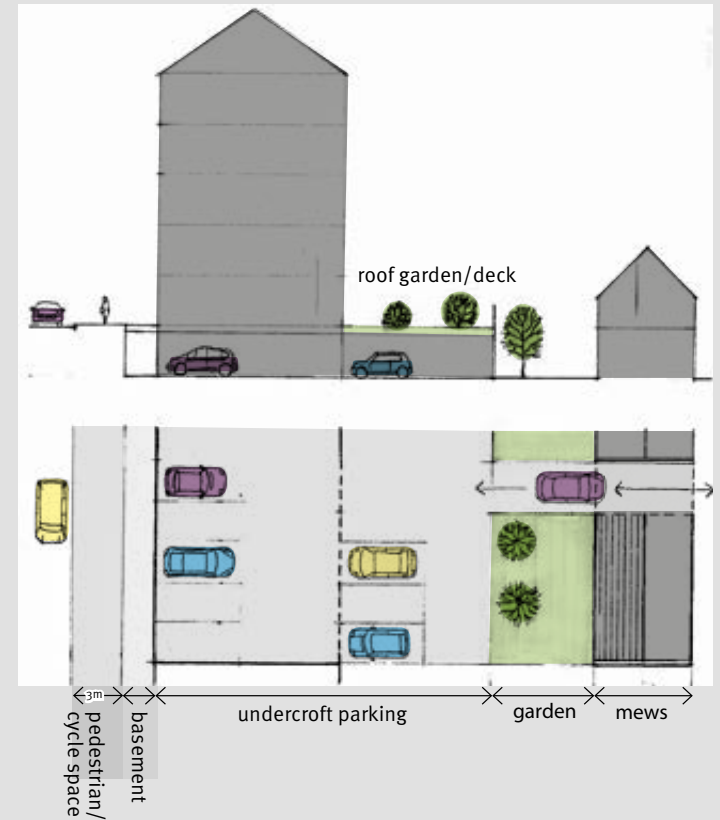 roof garden/deck
3m
pedestrian/
cycle space
basement
undercroft parking
garden
mews